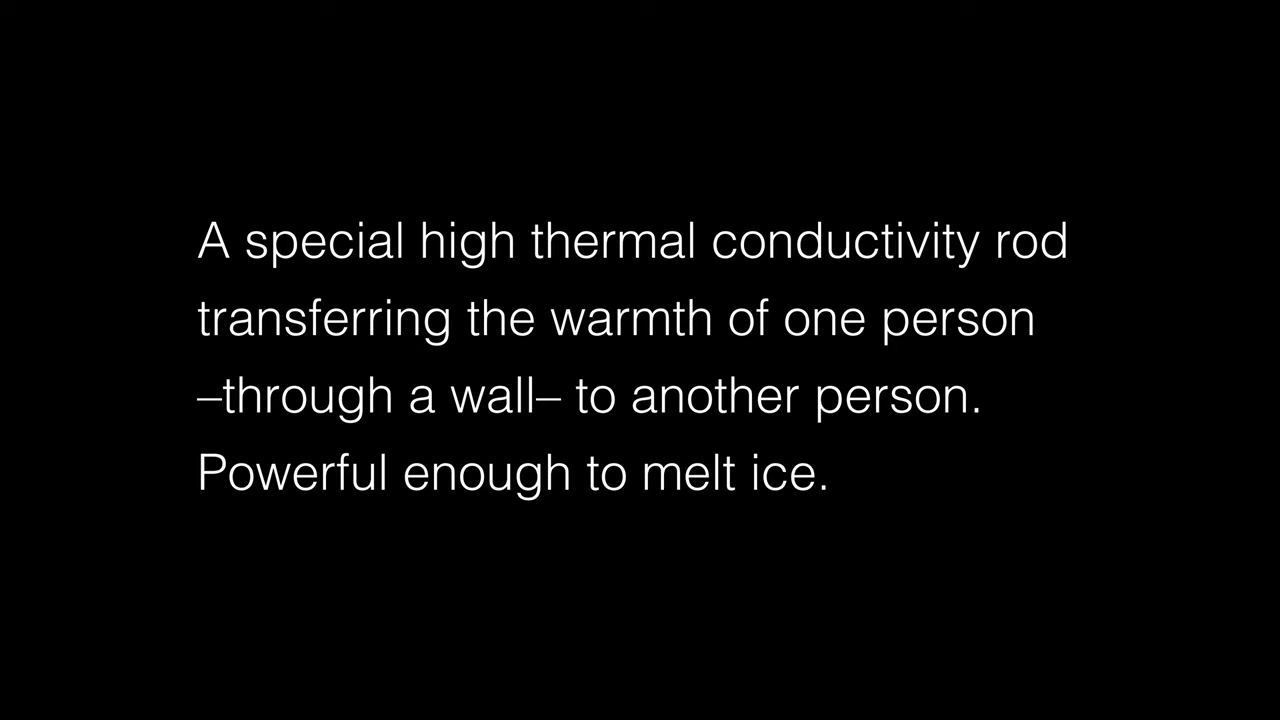 A special high thermal conductivity rod
transferring the warmth of one person
–through a wall– to another person.
Powerful enough to melt ice.